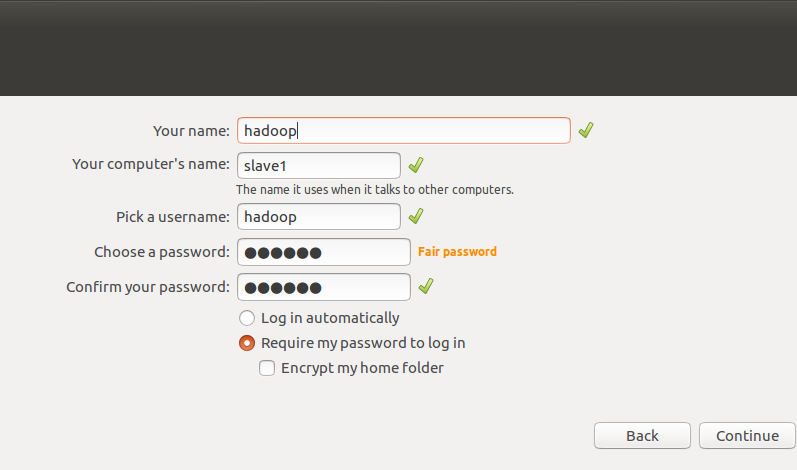 Your name: hadoop
Your computer's name: slave1
The name it uses when it talks to other computers.
Pick a username: hadoop
Choose a password: ●●●●●● Fair password
Confirm your password: ●●●●●●
Log in automatically
Require my password to log in
Encrypt my home folder
Back Continue